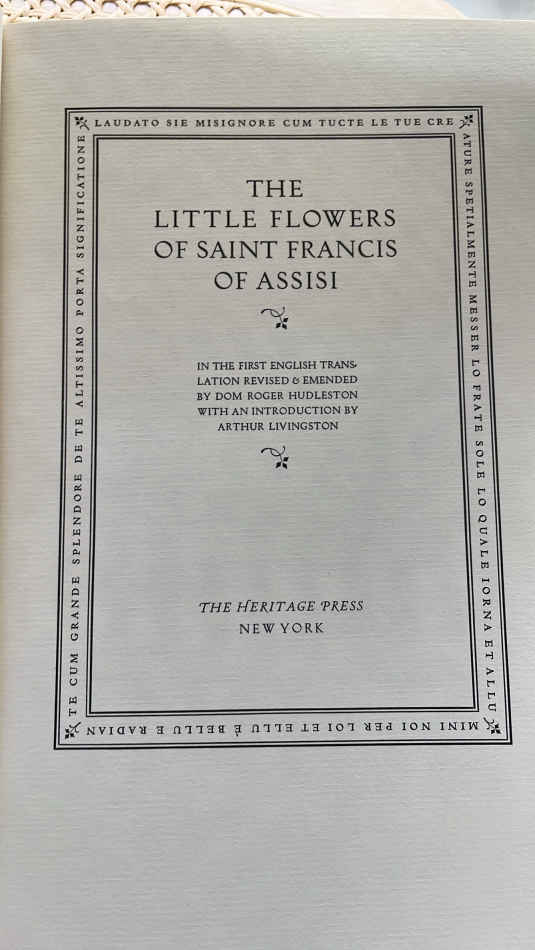 LAUDATO SIE MISIGNORE CUM TUCTE LE TUE CRE
ATURE SPETIALMENTE MESSER LO FRATE SOLE LO QUALE IORNA ET ALLU
MINI NOI PER LOI ET ELLU È BELLU E RADIAN
TE CUM GRANDE SPLENDORE DE TE ALTISSIMO PORTA SIGNIFICATIONE
THE
LITTLE FLOWERS
OF SAINT FRANCIS
OF ASSISI
IN THE FIRST ENGLISH TRANS-
LATION REVISED & EMENDED
BY DOM ROGER HUDLESTON
WITH AN INTRODUCTION BY
ARTHUR LIVINGSTON
THE HERITAGE PRESS
NEW YORK